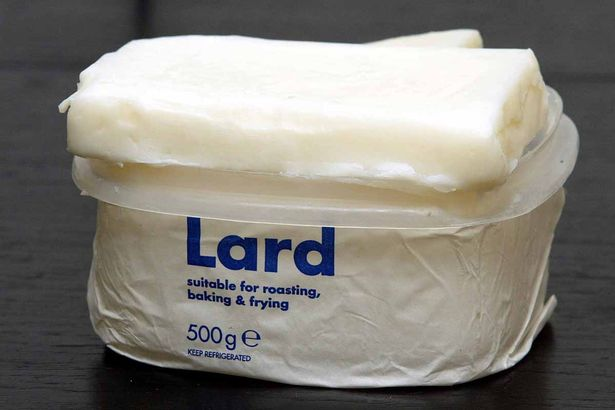 Lard
suitable for roasting,
baking & frying
500g ℮
KEEP REFRIGERATED